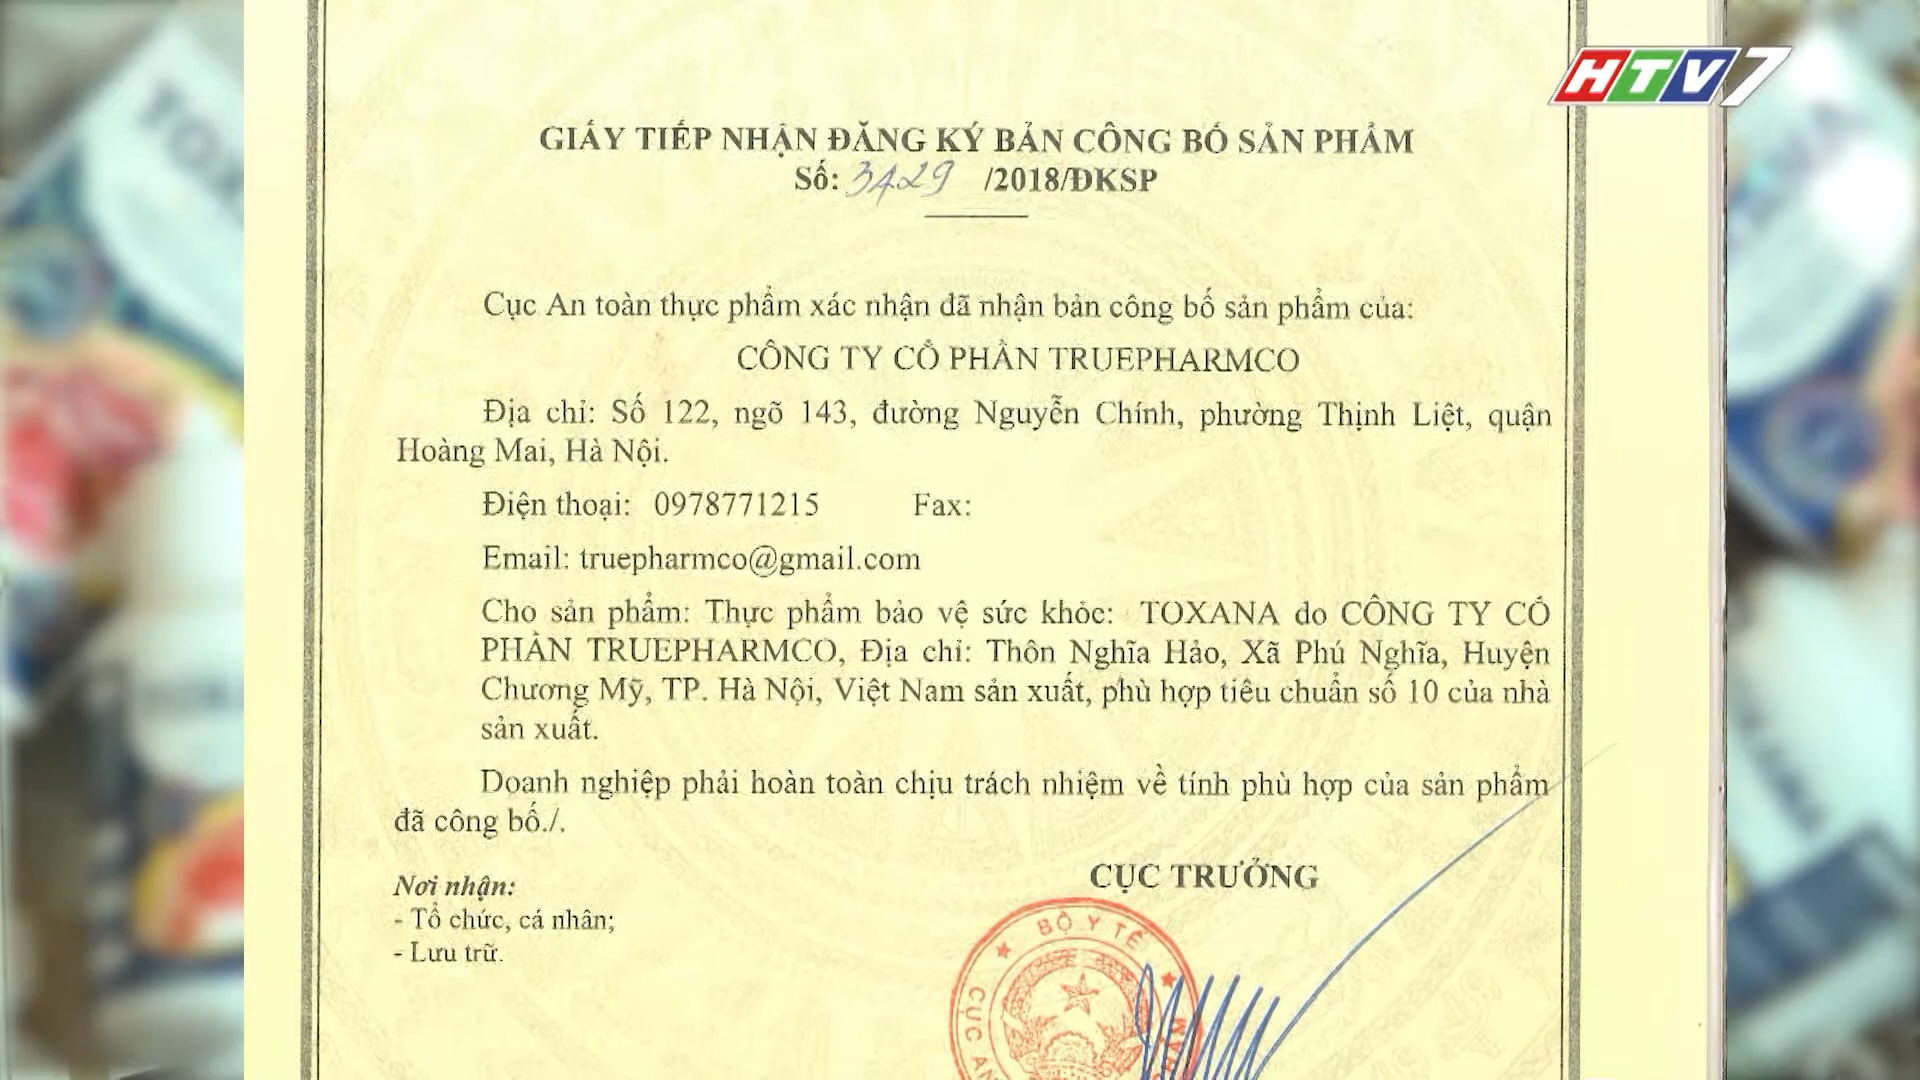 HTV7
GIẤY TIẾP NHẬN ĐĂNG KÝ BẢN CÔNG BỐ SẢN PHẨM
Số: 3429 /2018/ĐKSP
Cục An toàn thực phẩm xác nhận đã nhận bản công bố sản phẩm của:
CÔNG TY CỔ PHẦN TRUEPHARMCO
Địa chỉ: Số 122, ngõ 143, đường Nguyễn Chính, phường Thịnh Liệt, quận
Hoàng Mai, Hà Nội.
Điện thoại: 0978771215 Fax:
Email: truepharmco@gmail.com
Cho sản phẩm: Thực phẩm bảo vệ sức khỏe: TOXANA do CÔNG TY CỔ
PHẦN TRUEPHARMCO, Địa chỉ: Thôn Nghĩa Hảo, Xã Phú Nghĩa, Huyện
Chương Mỹ, TP. Hà Nội, Việt Nam sản xuất, phù hợp tiêu chuẩn số 10 của nhà
sản xuất.
Doanh nghiệp phải hoàn toàn chịu trách nhiệm về tính phù hợp của sản phẩm
đã công bố./.
CỤC TRƯỞNG
Nơi nhận:
- Tổ chức, cá nhân;
- Lưu trữ.
BỘ Y TẾ
CỤC AN